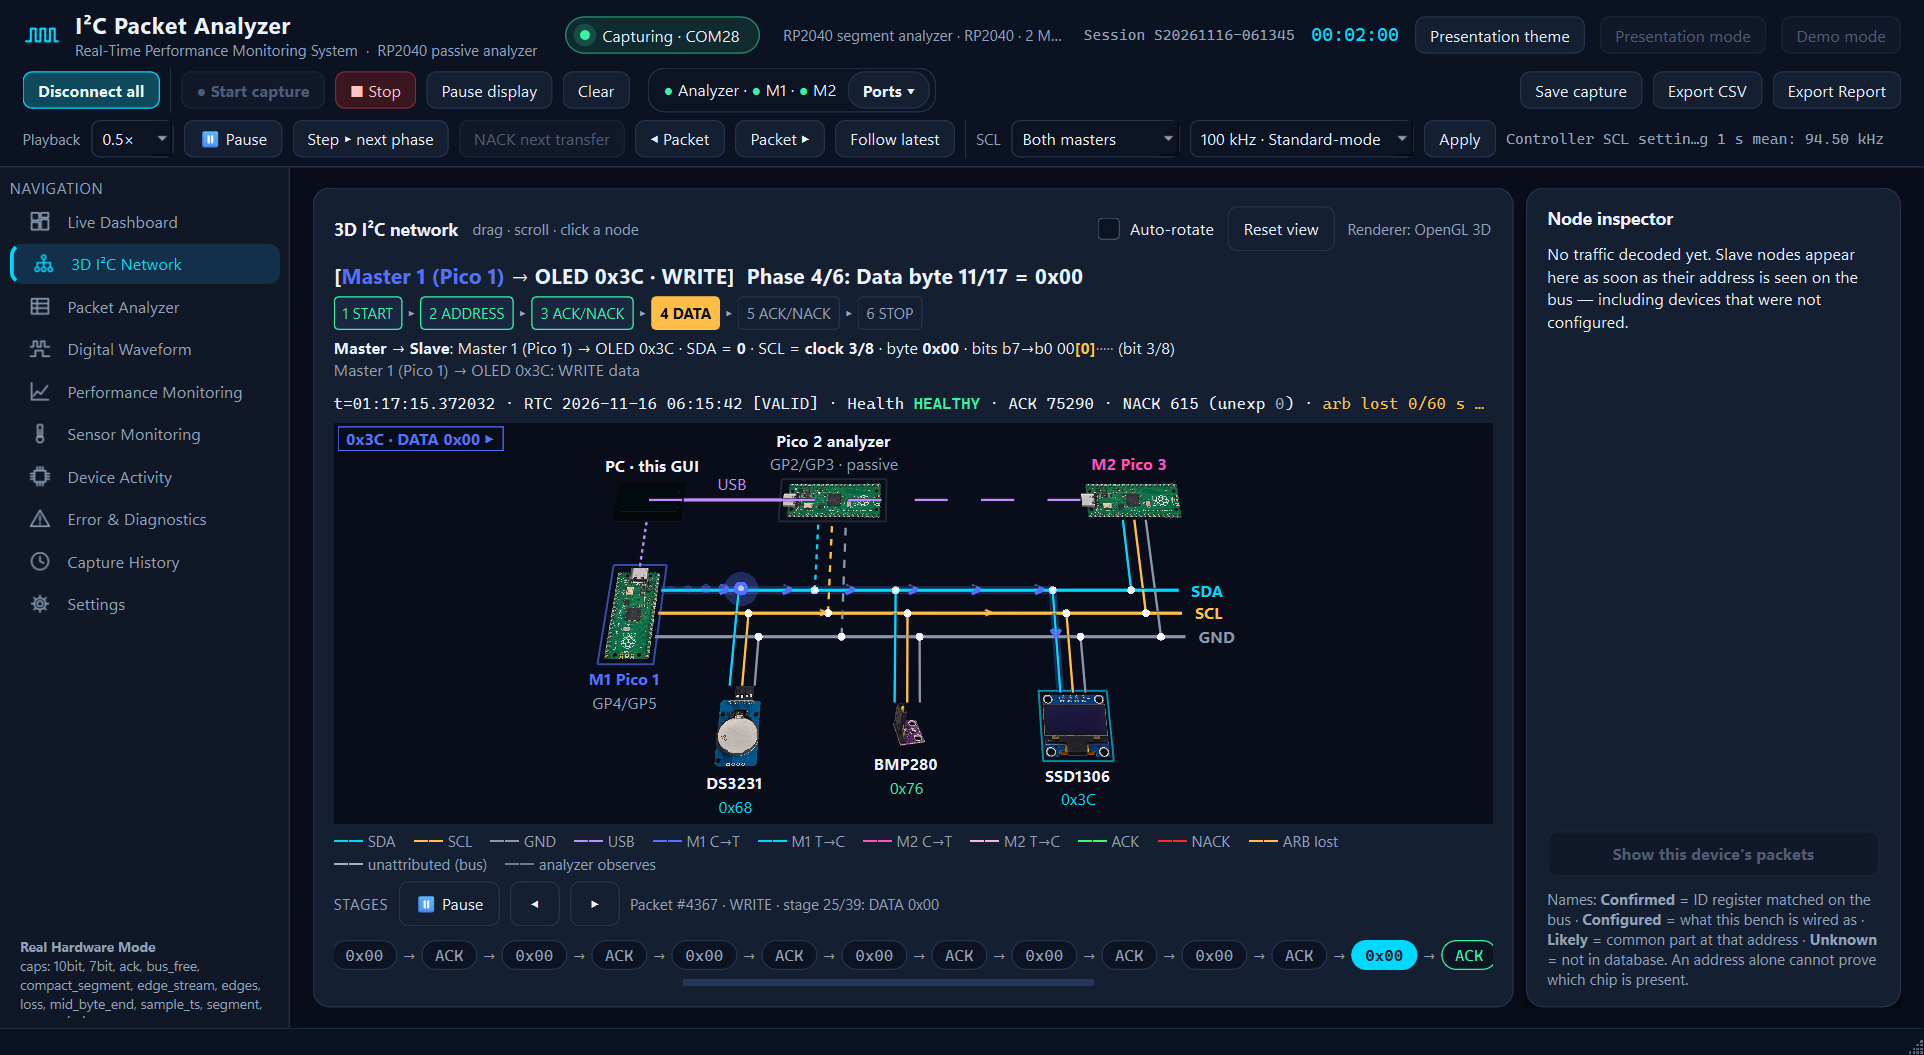 I²C Packet Analyzer
Real-Time Performance Monitoring System · RP2040 passive analyzer
Capturing · COM28
RP2040 segment analyzer · RP2040 · 2 M...
Session S20261116-061345
00:02:00
Presentation theme
Presentation mode
Demo mode
Disconnect all
● Start capture
Stop
Pause display
Clear
● Analyzer · ● M1 · ● M2
Ports ▾
Save capture
Export CSV
Export Report
Playback
0.5×
Pause
Step ▸ next phase
NACK next transfer
◂ Packet
Packet ▸
Follow latest
SCL
Both masters
100 kHz · Standard-mode
Apply
Controller SCL settin…g 1 s mean: 94.50 kHz
NAVIGATION
Live Dashboard
3D I²C Network
Packet Analyzer
Digital Waveform
Performance Monitoring
Sensor Monitoring
Device Activity
Error & Diagnostics
Capture History
Settings
Real Hardware Mode
caps: 10bit, 7bit, ack, bus_free,
compact_segment, edge_stream, edges,
loss, mid_byte_end, sample_ts, segment,
3D I²C network
drag · scroll · click a node
Auto-rotate
Reset view
Renderer: OpenGL 3D
[Master 1 (Pico 1) → OLED 0x3C · WRITE] Phase 4/6: Data byte 11/17 = 0x00
1 START ▸ 2 ADDRESS ▸ 3 ACK/NACK ▸ 4 DATA ▸ 5 ACK/NACK ▸ 6 STOP
Master → Slave: Master 1 (Pico 1) → OLED 0x3C · SDA = 0 · SCL = clock 3/8 · byte 0x00 · bits b7→b0 00[0]····· (bit 3/8)
Master 1 (Pico 1) → OLED 0x3C: WRITE data
t=01:17:15.372032 · RTC 2026-11-16 06:15:42 [VALID] · Health HEALTHY · ACK 75290 · NACK 615 (unexp 0) · arb lost 0/60 s …
0x3C · DATA 0x00 ▸
PC · this GUI
USB
Pico 2 analyzer
GP2/GP3 · passive
M2 Pico 3
SDA
SCL
GND
M1 Pico 1
GP4/GP5
DS3231
0x68
BMP280
0x76
SSD1306
0x3C
SDA
SCL
GND
USB
M1 C→T
M1 T→C
M2 C→T
M2 T→C
ACK
NACK
ARB lost
unattributed (bus)
analyzer observes
STAGES
Pause
◂
▸
Packet #4367 · WRITE · stage 25/39: DATA 0x00
0x00 → ACK → 0x00 → ACK → 0x00 → ACK → 0x00 → ACK → 0x00 → ACK → 0x00 → ACK → 0x00 → ACK
Node inspector
No traffic decoded yet. Slave nodes appear
here as soon as their address is seen on the
bus — including devices that were not
configured.
Show this device's packets
Names: Confirmed = ID register matched on the
bus · Configured = what this bench is wired as ·
Likely = common part at that address · Unknown
= not in database. An address alone cannot prove
which chip is present.